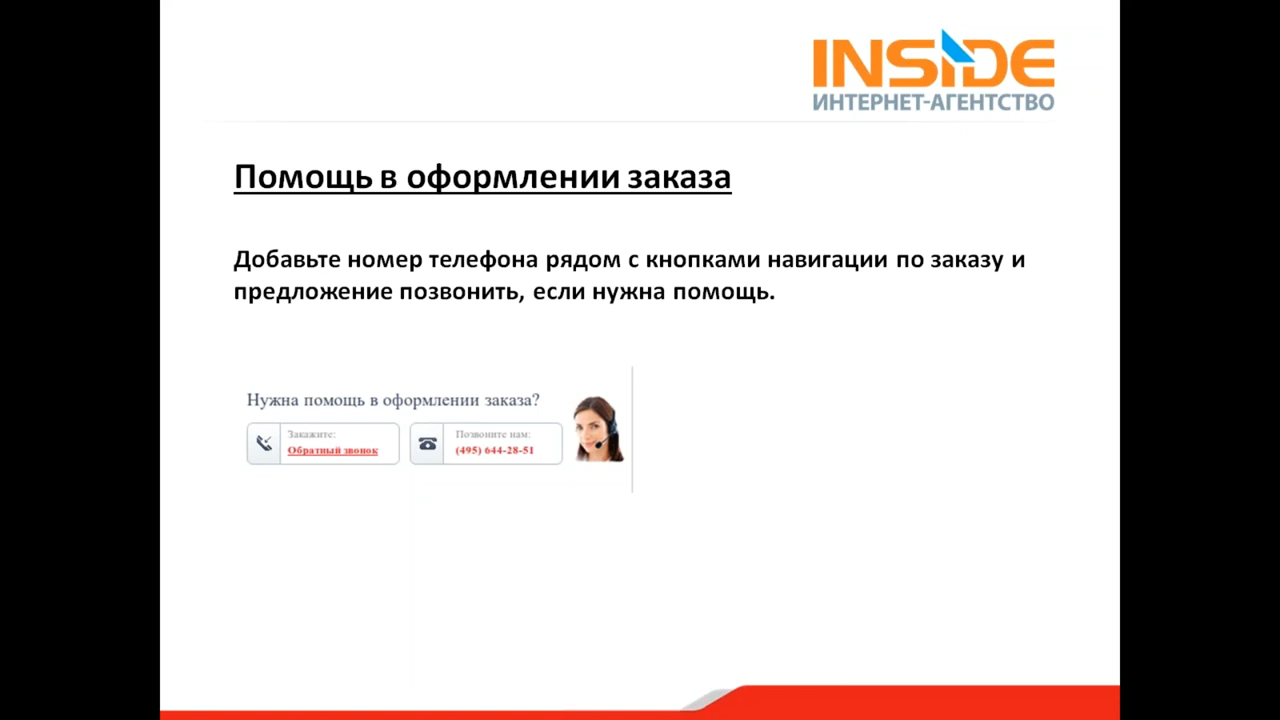 INSIDE
ИНТЕРНЕТ-АГЕНТСТВО
Помощь в оформлении заказа
Добавьте номер телефона рядом с кнопками навигации по заказу и
предложение позвонить, если нужна помощь.
Нужна помощь в оформлении заказа?
Закажите:
Обратный звонок
Позвоните нам:
(495) 644-28-51